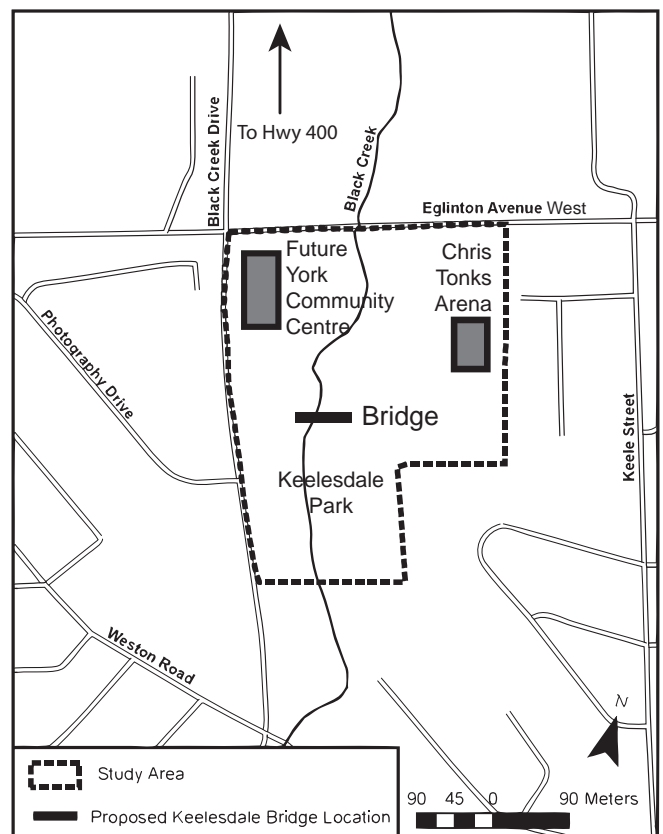 To Hwy 400
Black Creek Drive
Black Creek
Eglinton Avenue West
Future
York
Community
Centre
Chris
Tonks
Arena
Photography Drive
Bridge
Keele Street
Keelesdale
Park
Weston Road
N
Study Area
Proposed Keelesdale Bridge Location
90 45 0 90 Meters